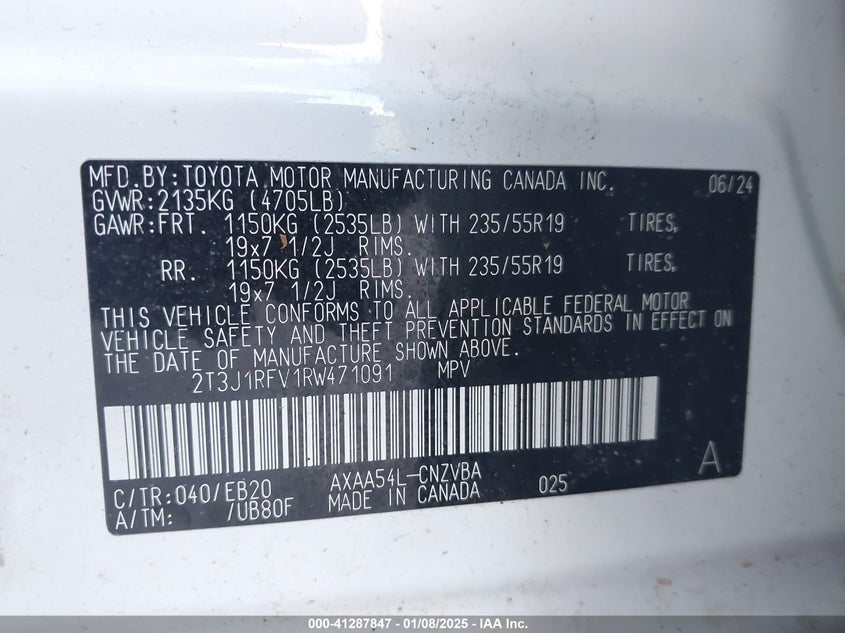 MFD.BY:TOYOTA MOTOR MANUFACTURING CANADA INC. 06/24
GVWR:2135KG (4705LB)
GAWR:FRT. 1150KG (2535LB) WITH 235/55R19 TIRES,
19x7 1/2J RIMS.
RR. 1150KG (2535LB) WITH 235/55R19 TIRES,
19x7 1/2J RIMS.
THIS VEHICLE CONFORMS TO ALL APPLICABLE FEDERAL MOTOR
VEHICLE SAFETY AND THEFT PREVENTION STANDARDS IN EFFECT ON
THE DATE OF MANUFACTURE SHOWN ABOVE.
2T3J1RFV1RW471091 MPV
A
C/TR:040/EB20 AXAA54L-CNZVBA 025
A/TM: /UB80F MADE IN CANADA
000-41287847 - 01/08/2025 - IAA Inc.